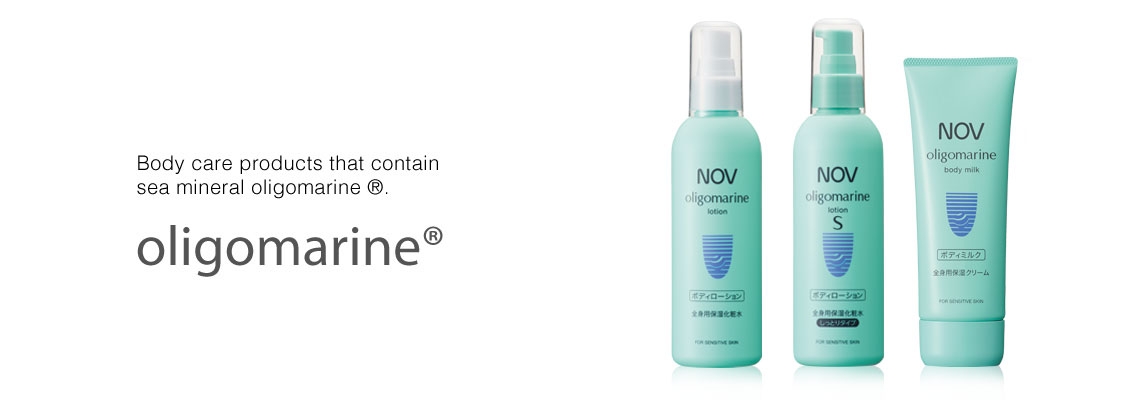 Body care products that contain
sea mineral oligomarine ®.
oligomarine®
NOV
oligomarine
lotion
ボディローション
全身用保湿化粧水
FOR SENSITIVE SKIN
NOV
oligomarine
lotion
S
ボディローション
全身用保湿化粧水
しっとりタイプ
FOR SENSITIVE SKIN
NOV
oligomarine
body milk
ボディミルク
全身用保湿クリーム
FOR SENSITIVE SKIN